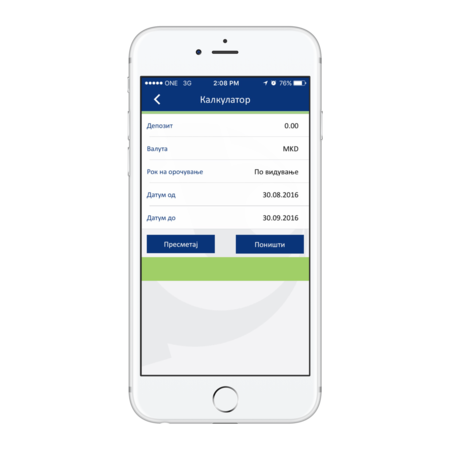 ONE 3G 2:08 PM 76%
Калкулатор
Депозит 0.00
Валута MKD
Рок на орочување По видување
Датум од 30.08.2016
Датум до 30.09.2016
Пресметај Поништи